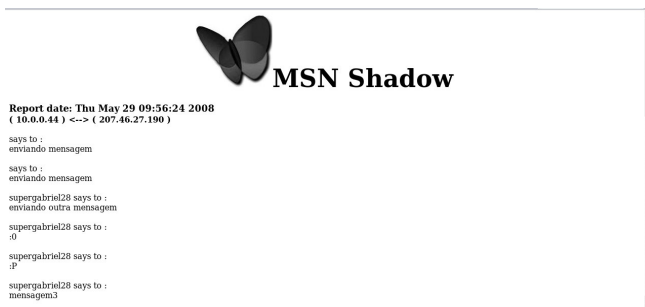 MSN Shadow
Report date: Thu May 29 09:56:24 2008
( 10.0.0.44 ) <--> ( 207.46.27.190 )
says to :
enviando mensagem
says to :
enviando mensagem
supergabriel28 says to :
enviando outra mensagem
supergabriel28 says to :
:0
supergabriel28 says to :
:P
supergabriel28 says to :
mensagem3